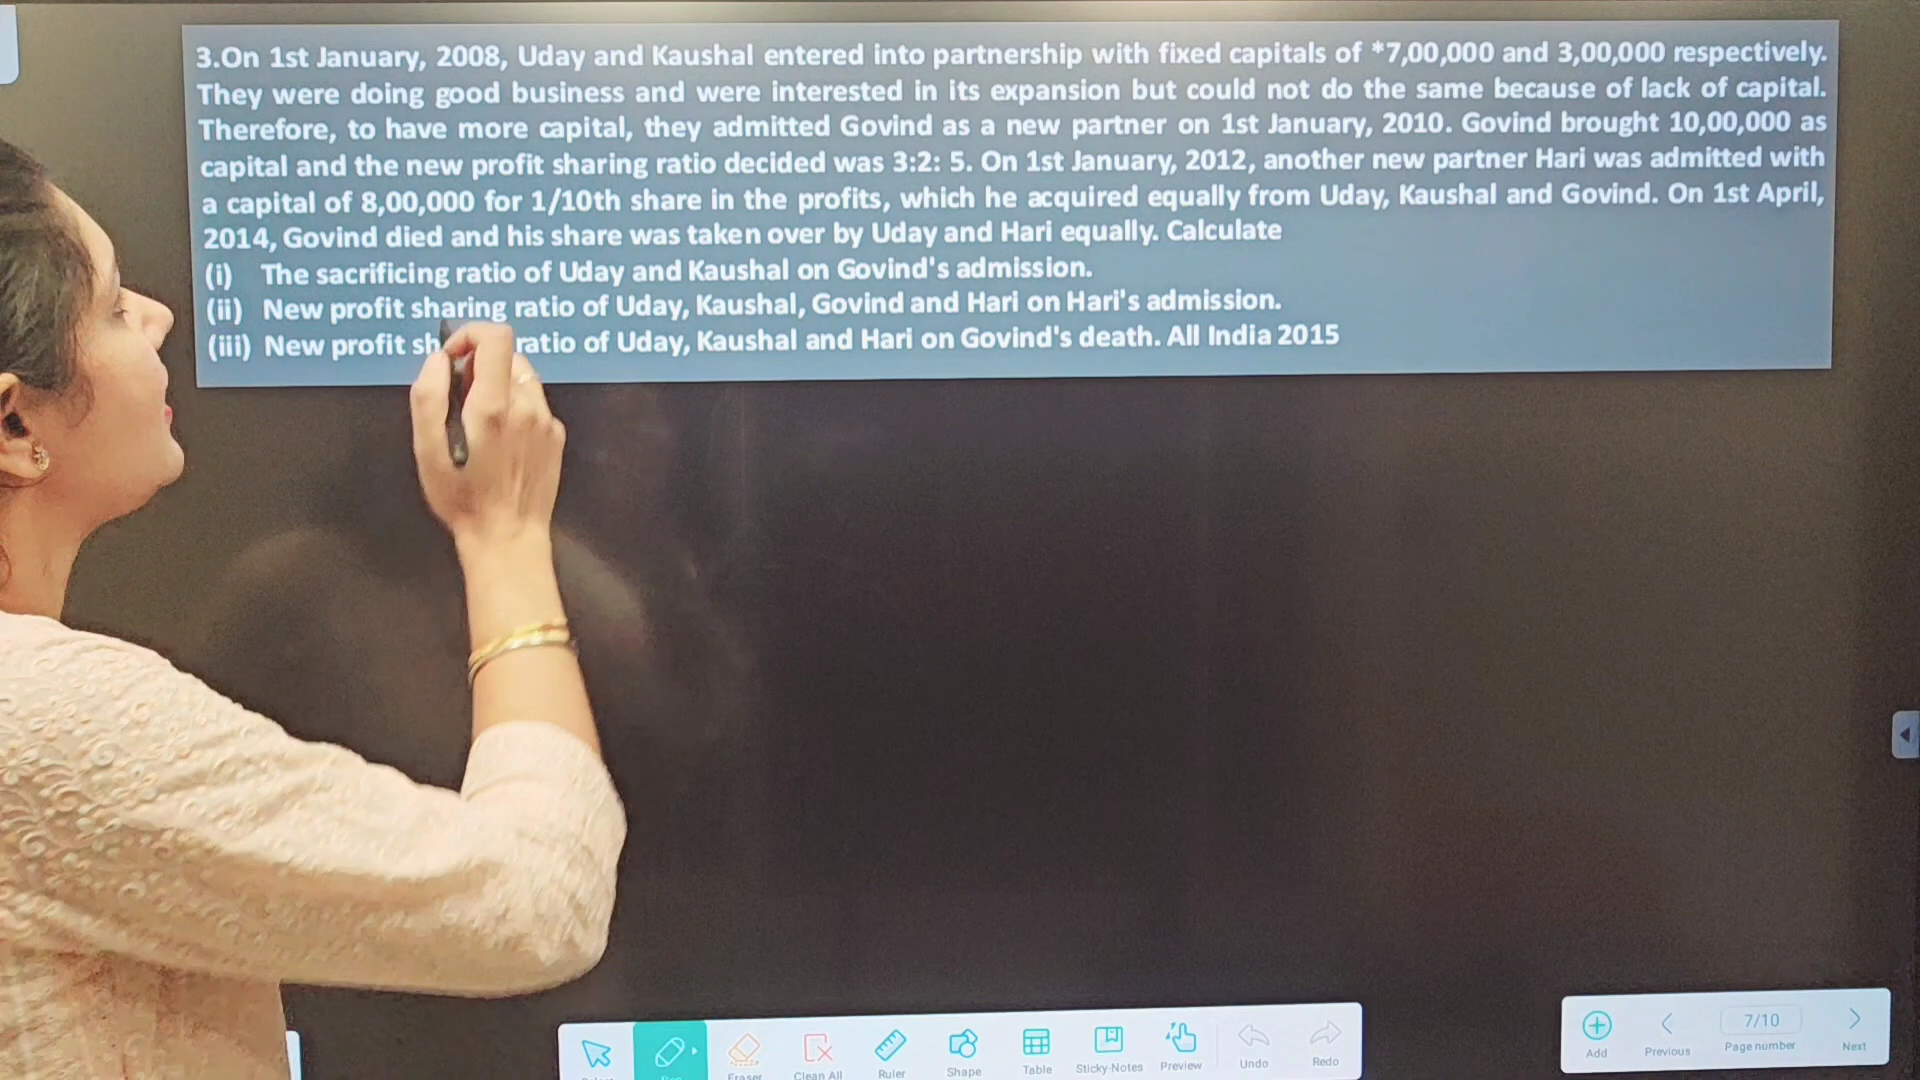 3.On 1st January, 2008, Uday and Kaushal entered into partnership with fixed capitals of *7,00,000 and 3,00,000 respectively.
They were doing good business and were interested in its expansion but could not do the same because of lack of capital.
Therefore, to have more capital, they admitted Govind as a new partner on 1st January, 2010. Govind brought 10,00,000 as
capital and the new profit sharing ratio decided was 3:2: 5. On 1st January, 2012, another new partner Hari was admitted with
a capital of 8,00,000 for 1/10th share in the profits, which he acquired equally from Uday, Kaushal and Govind. On 1st April,
2014, Govind died and his share was taken over by Uday and Hari equally. Calculate
(i) The sacrificing ratio of Uday and Kaushal on Govind's admission.
(ii) New profit sharing ratio of Uday, Kaushal, Govind and Hari on Hari's admission.
(iii) New profit sh ratio of Uday, Kaushal and Hari on Govind's death. All India 2015
Eraser Clean All Ruler Shape Table Sticky Notes Preview Undo Redo
Add Previous 7/10 Page number Next